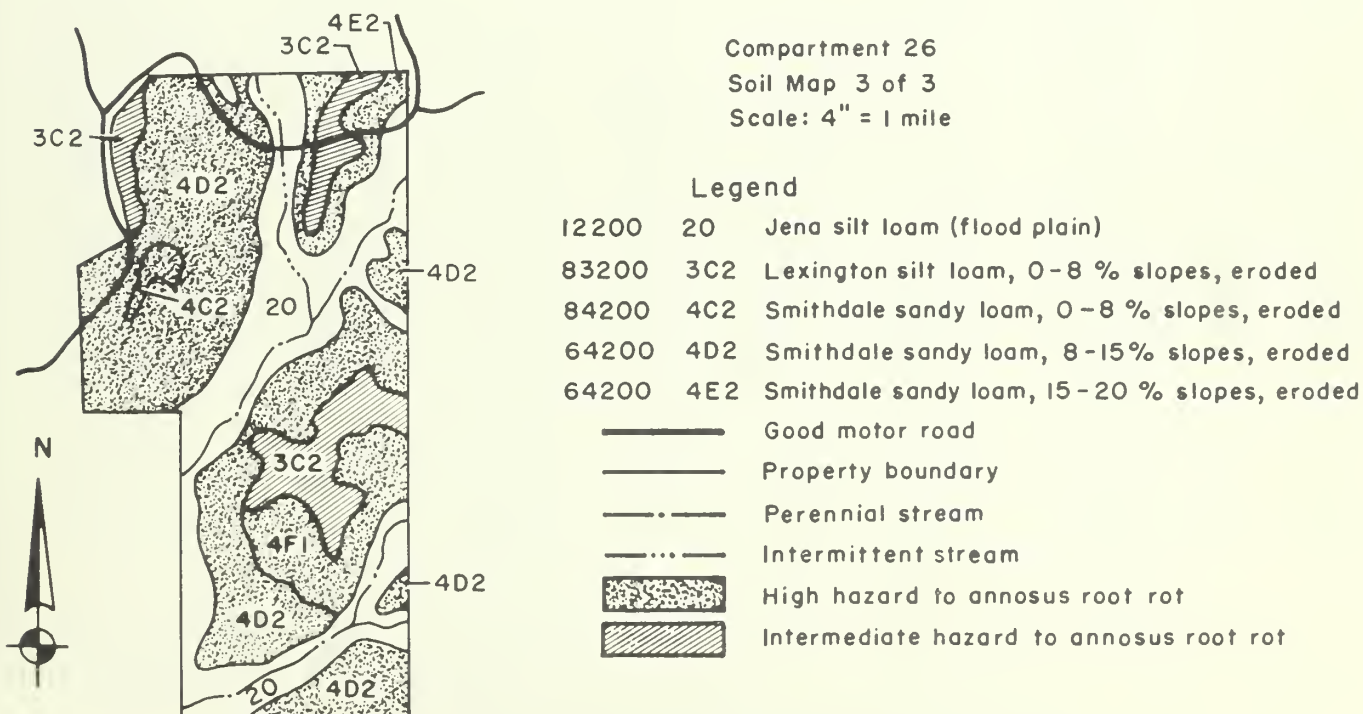 4E2
3C2
3C2
4D2
4D2
4C2
20
N
3C2
4F1
4D2
4D2
20
4D2
Compartment 26
Soil Map 3 of 3
Scale: 4" = 1 mile
Legend
12200 20 Jena silt loam (flood plain)
83200 3C2 Lexington silt loam, 0-8 % slopes, eroded
84200 4C2 Smithdale sandy loam, 0-8 % slopes, eroded
64200 4D2 Smithdale sandy loam, 8-15% slopes, eroded
64200 4E2 Smithdale sandy loam, 15-20 % slopes, eroded
Good motor road
Property boundary
Perennial stream
Intermittent stream
High hazard to annosus root rot
Intermediate hazard to annosus root rot